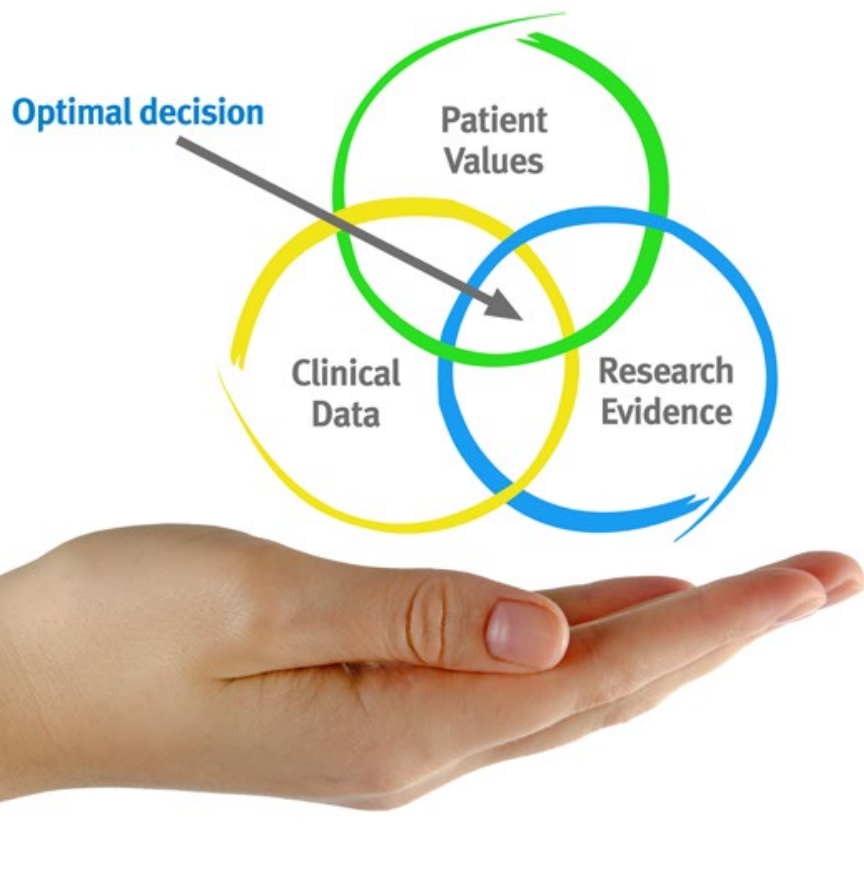 Optimal decision
Patient
Values
Clinical
Data
Research
Evidence